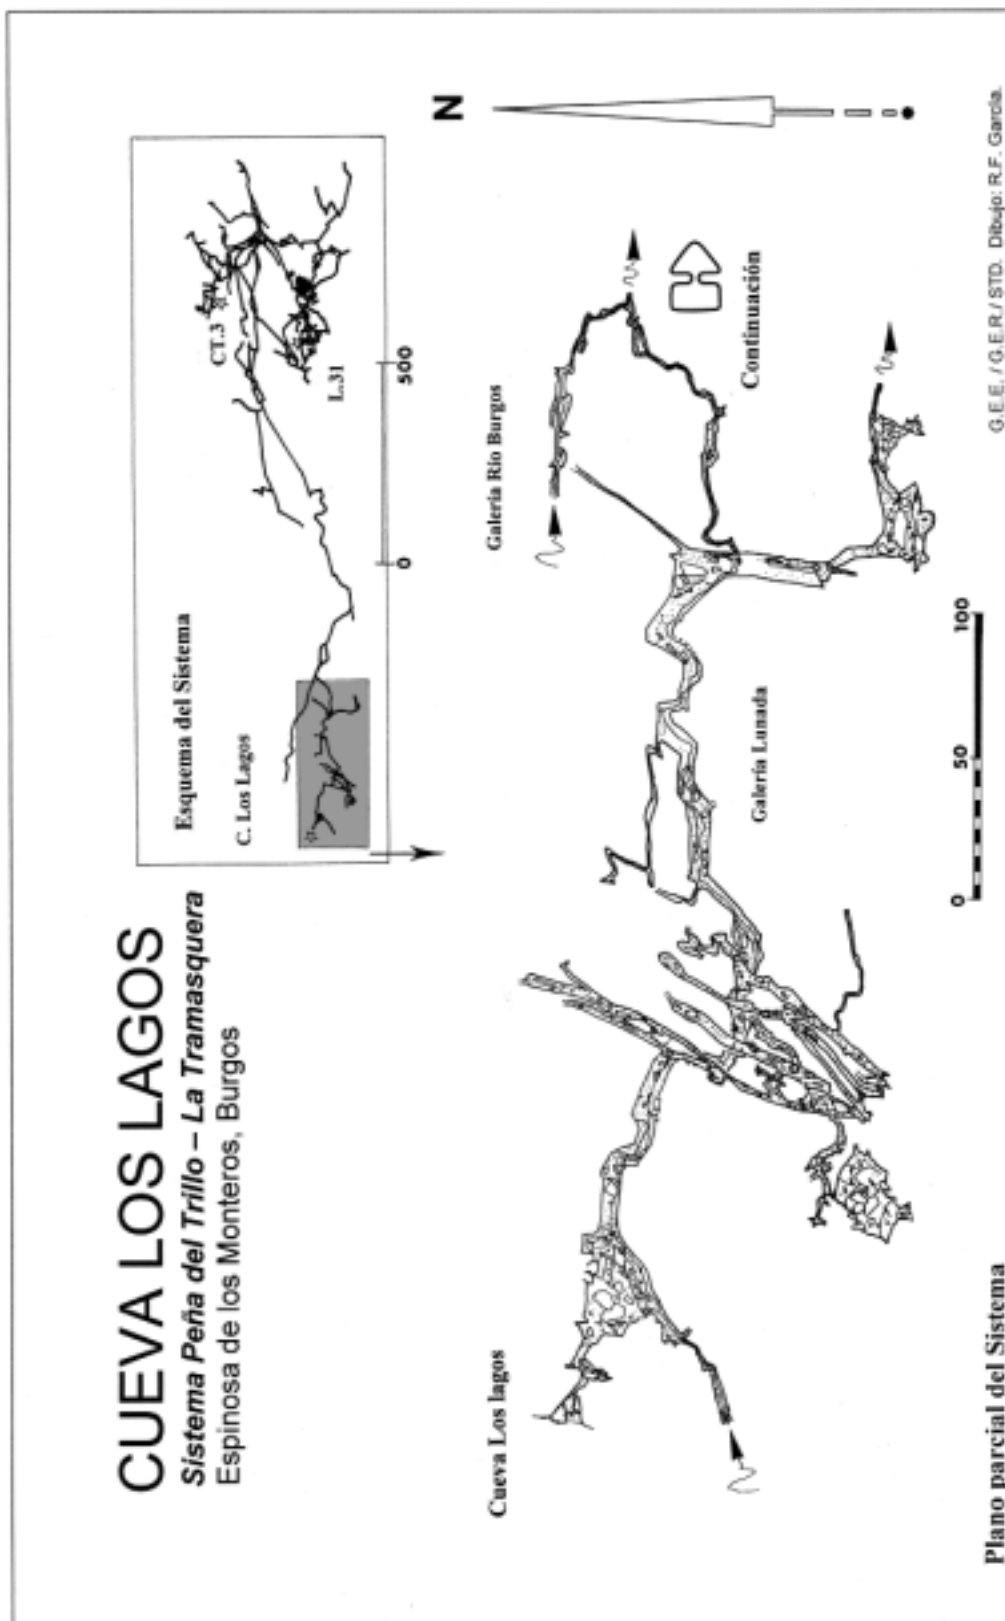 CUEVA LOS LAGOS
Sistema Peña del Trillo – La Tramasquera
Espinosa de los Monteros, Burgos
Esquema del Sistema
C. Los Lagos
CT.3
L.31
0
500
N
Cueva Los lagos
Galería Rio Burgos
Continuación
Galería Lunada
0
50
100
Plano parcial del Sistema
G.E.E. / G.E.R./ STD. Dibujo: R.F. García.